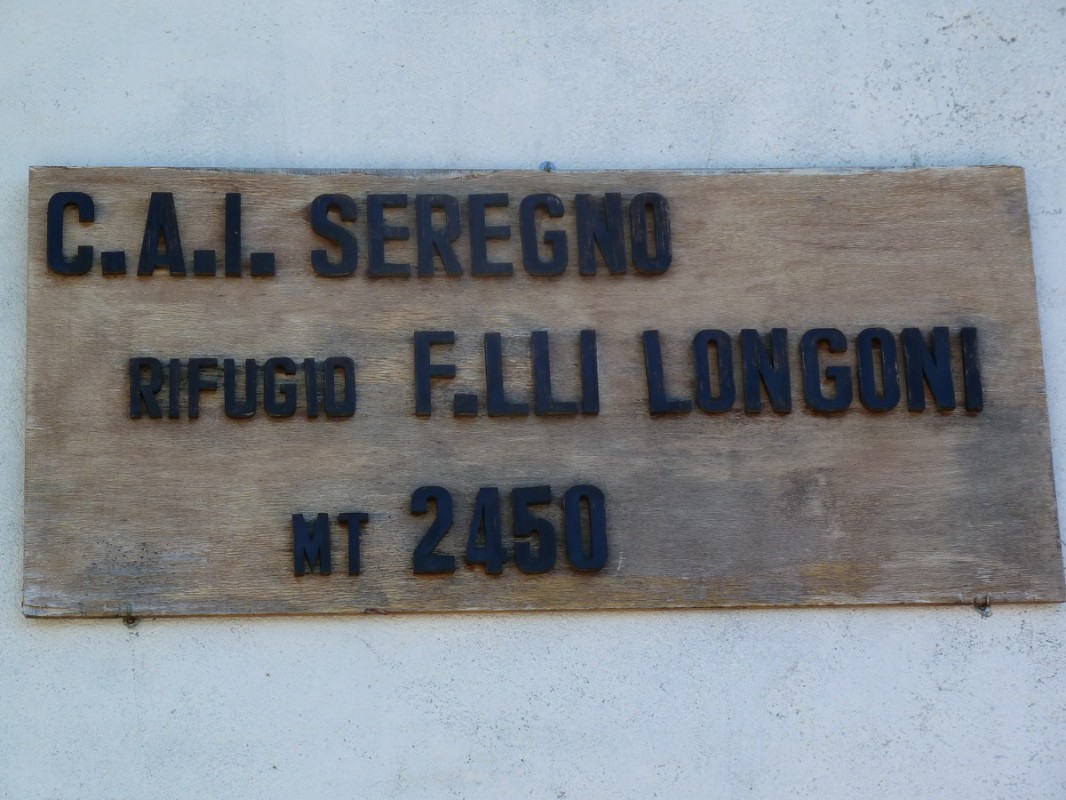 C.A.I. SEREGNO
RIFUGIO F.LLI LONGONI
MT 2450